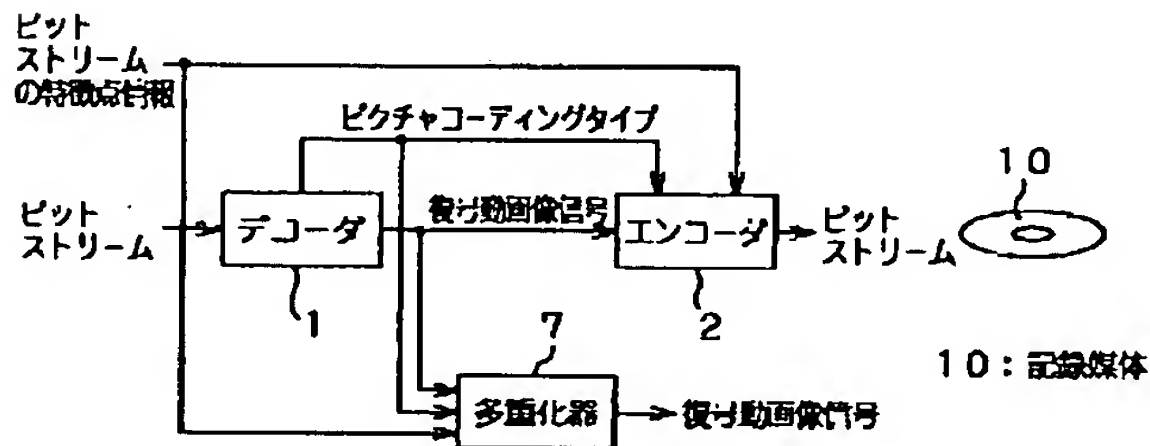 ビット
ストリーム
の特徴点情報
ピクチャコーディングタイプ
10
ビット
ストリーム
デコーダ
復号動画像信号
エンコーダ
ビット
ストリーム
1
2
7
10:記録媒体
多重化器
復号動画像信号